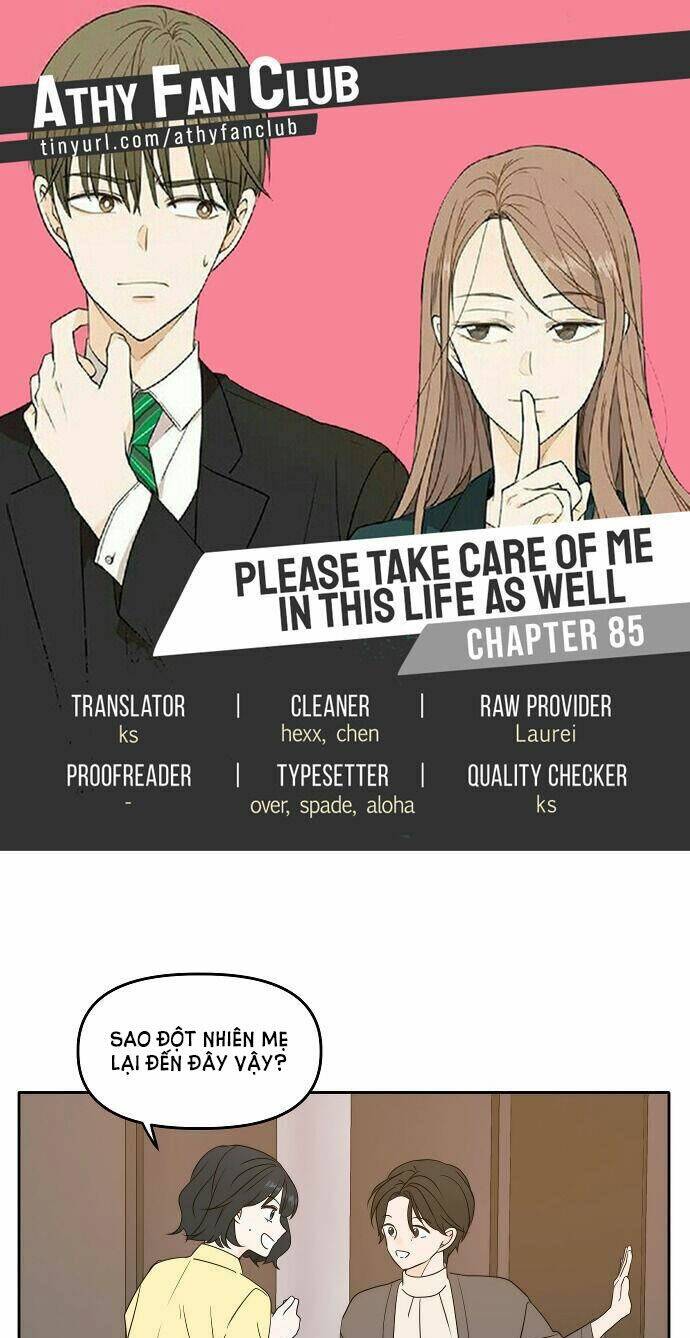 ATHY FAN CLUB
tinyurl.com/athyfanclub
PLEASE TAKE CARE OF ME
IN THIS LIFE AS WELL
CHAPTER 85
TRANSLATOR | CLEANER | RAW PROVIDER
ks hexx, chen Laurei
PROOFREADER | TYPESETTER | QUALITY CHECKER
- over, spade, aloha ks
SAO ĐỘT NHIÊN MẸ
LẠI ĐẾN ĐÂY VẬY?